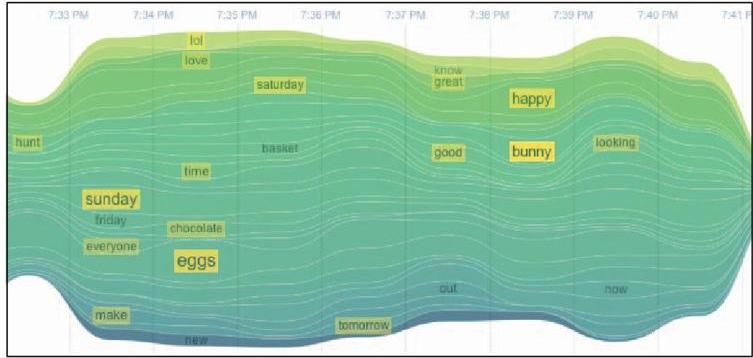 7:33 PM 7:34 PM 7:35 PM 7:36 PM 7:37 PM 7:38 PM 7:39 PM 7:40 PM 7:41 P
lol
love
know
great
saturday
happy
hunt
basket
good
bunny
looking
time
sunday
friday
chocolate
everyone
eggs
out
now
make
tomorrow
new